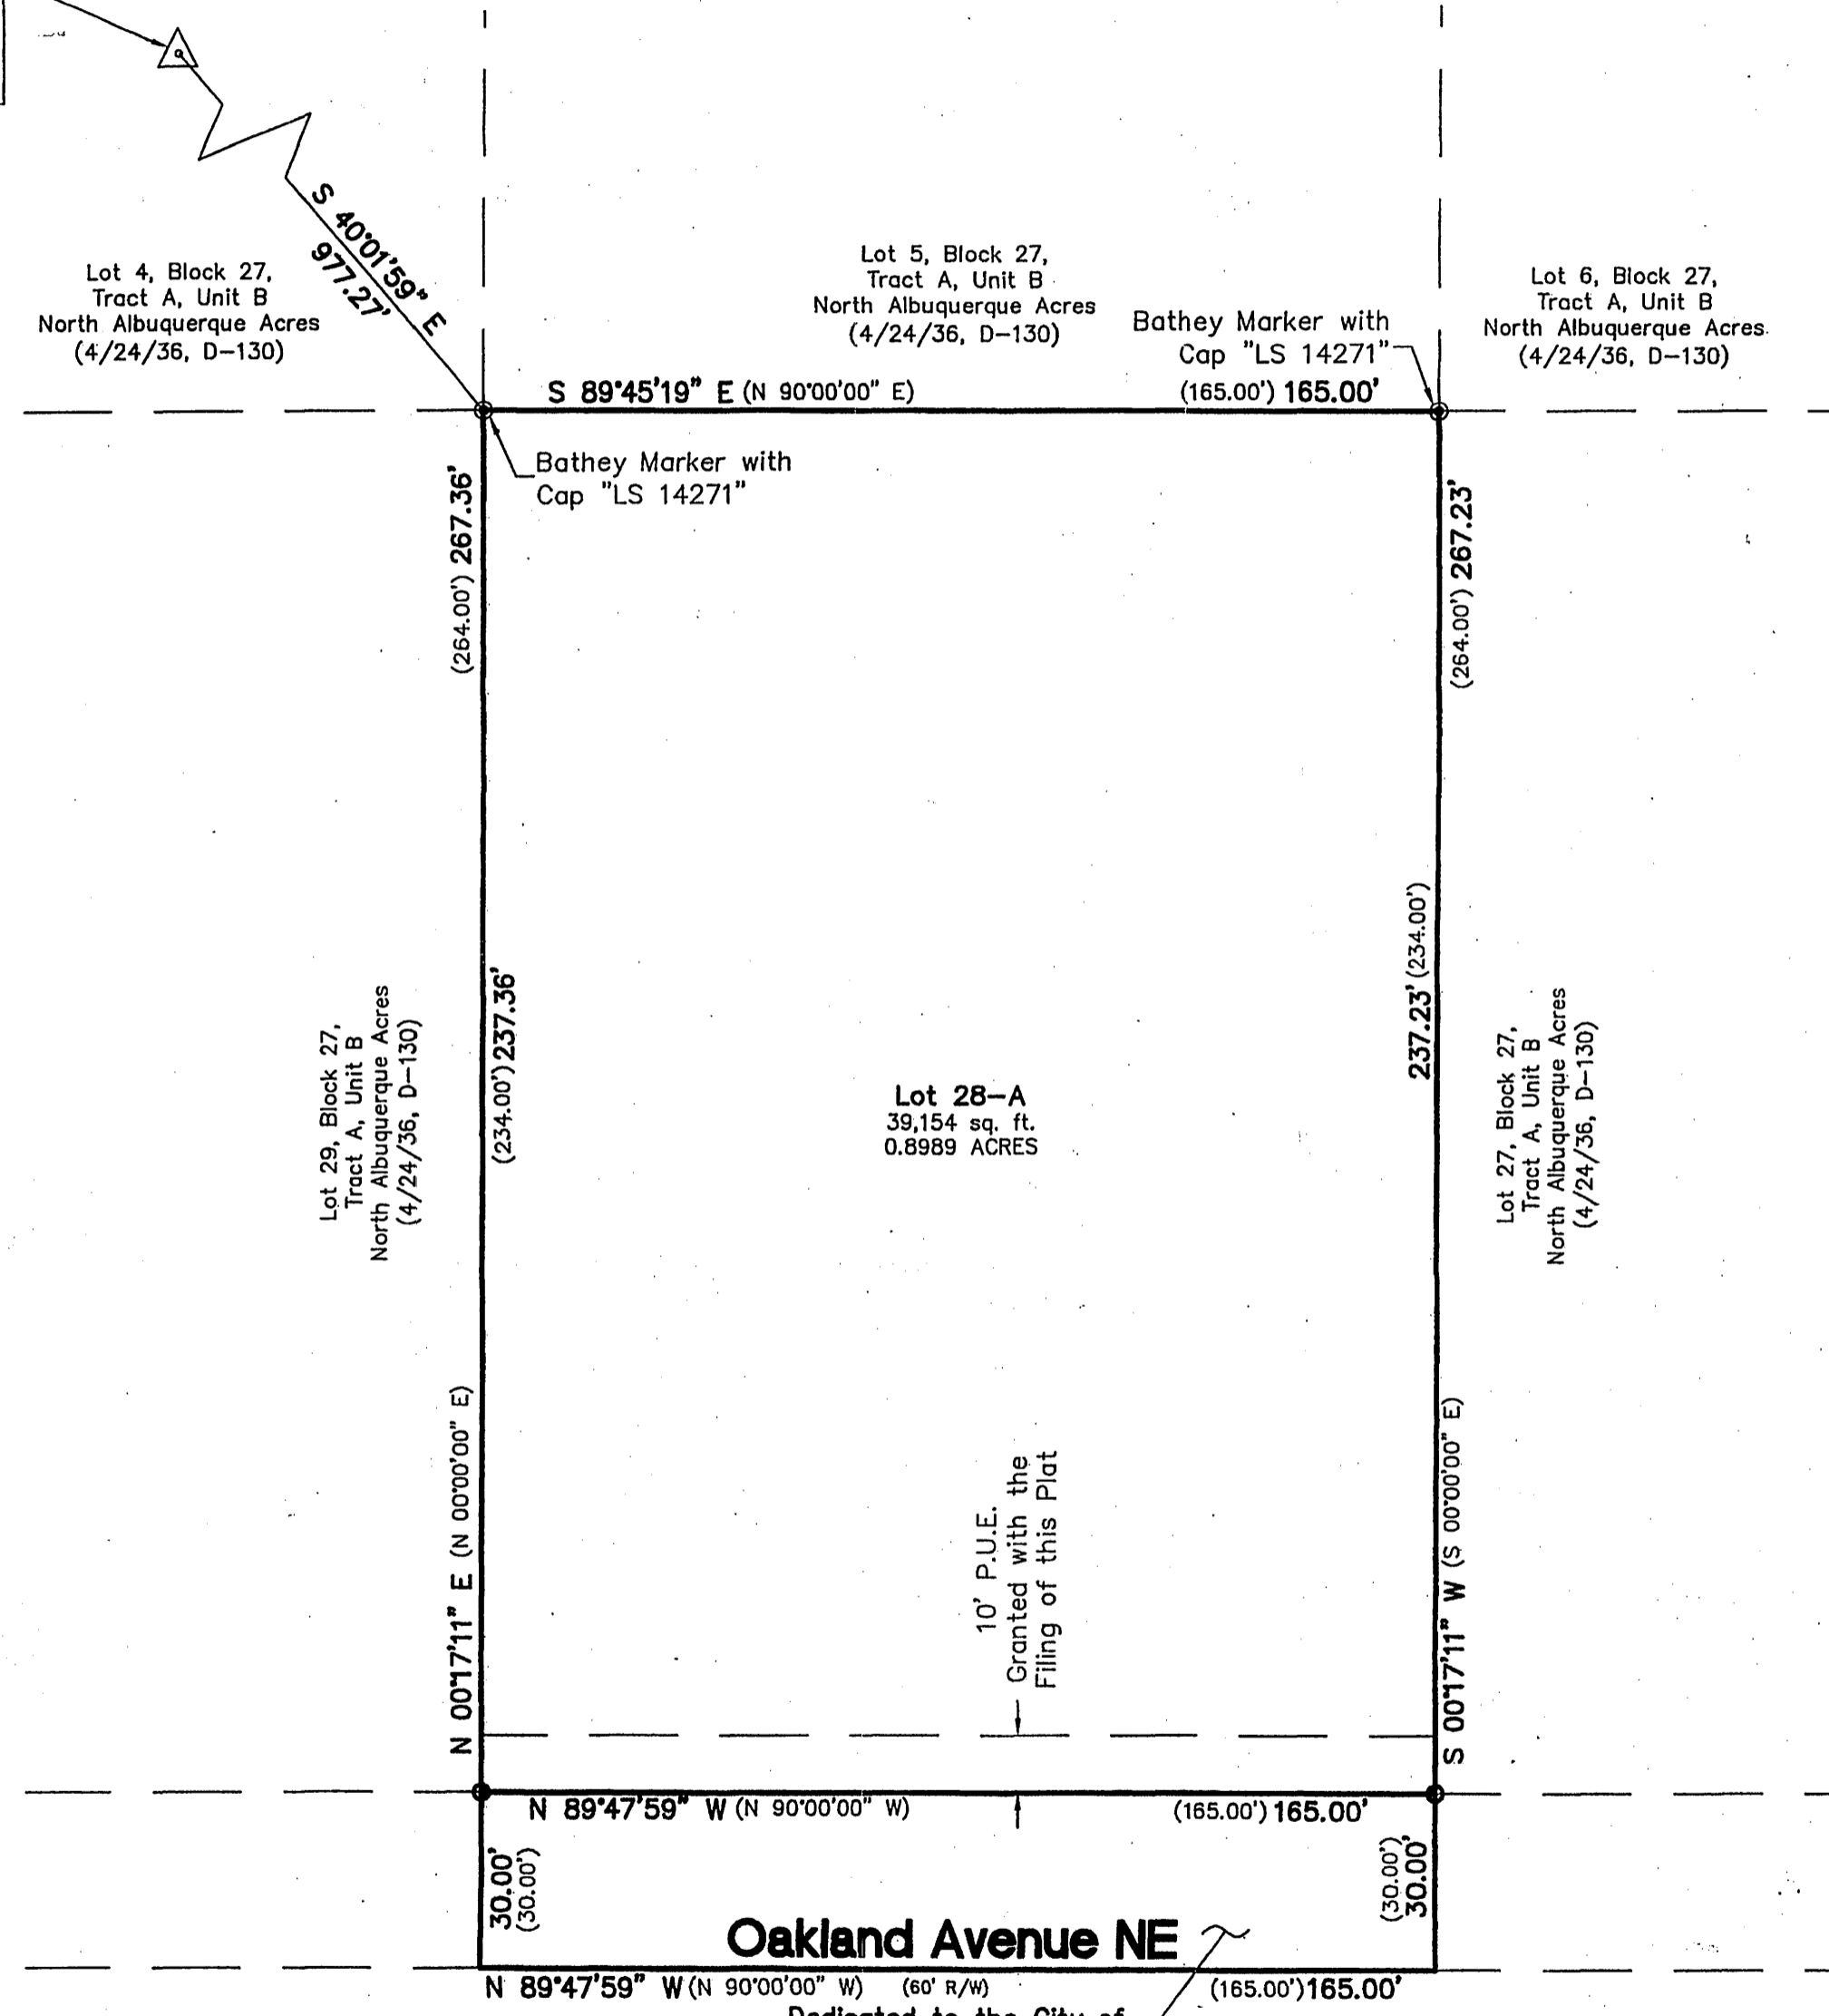 S 40°01'59" E
977.27'
Lot 4, Block 27,
Tract A, Unit B
North Albuquerque Acres
(4/24/36, D-130)
Lot 5, Block 27,
Tract A, Unit B
North Albuquerque Acres
(4/24/36, D-130)
Bathey Marker with
Cap "LS 14271"
Lot 6, Block 27,
Tract A, Unit B
North Albuquerque Acres
(4/24/36, D-130)
S 89°45'19" E (N 90°00'00" E)
(165.00') 165.00'
Bathey Marker with
Cap "LS 14271"
(264.00') 267.36'
(264.00') 267.23'
(234.00') 237.36'
237.23' (234.00')
Lot 29, Block 27,
Tract A, Unit B
North Albuquerque Acres
(4/24/36, D-130)
Lot 28-A
39,154 sq. ft.
0.8989 ACRES
Lot 27, Block 27,
Tract A, Unit B
North Albuquerque Acres
(4/24/36, D-130)
N 00°17'11" E (N 00°00'00" E)
10' P.U.E.
Granted with the
Filing of this Plat
S 00°17'11" W (S 00°00'00" E)
N 89°47'59" W (N 90°00'00" W)
(165.00') 165.00'
30.00'
(30.00')
(30.00')
30.00'
Oakland Avenue NE
N 89°47'59" W (N 90°00'00" W) (60' R/W)
(165.00') 165.00'
Dedicated to the City of